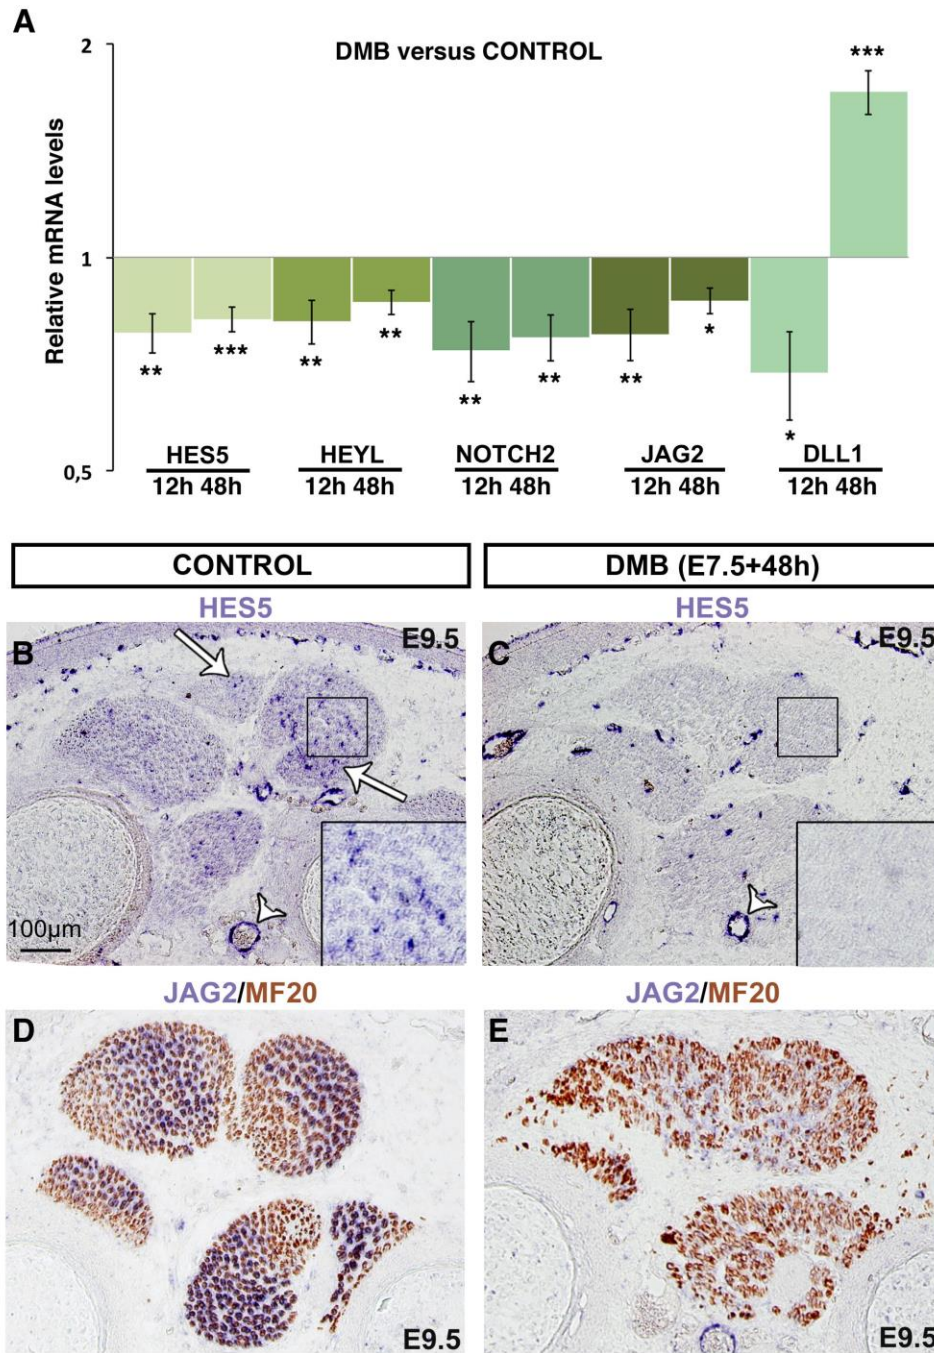 A
DMB versus CONTROL
Relative mRNA levels
2
1
0,5
***
** *** ** ** ** ** ** * *
HES5 HEYL NOTCH2 JAG2 DLL1
12h 48h 12h 48h 12h 48h 12h 48h 12h 48h
CONTROL DMB (E7.5+48h)
HES5 HES5
B E9.5 C E9.5
100µm
JAG2/MF20 JAG2/MF20
D E
E9.5 E9.5